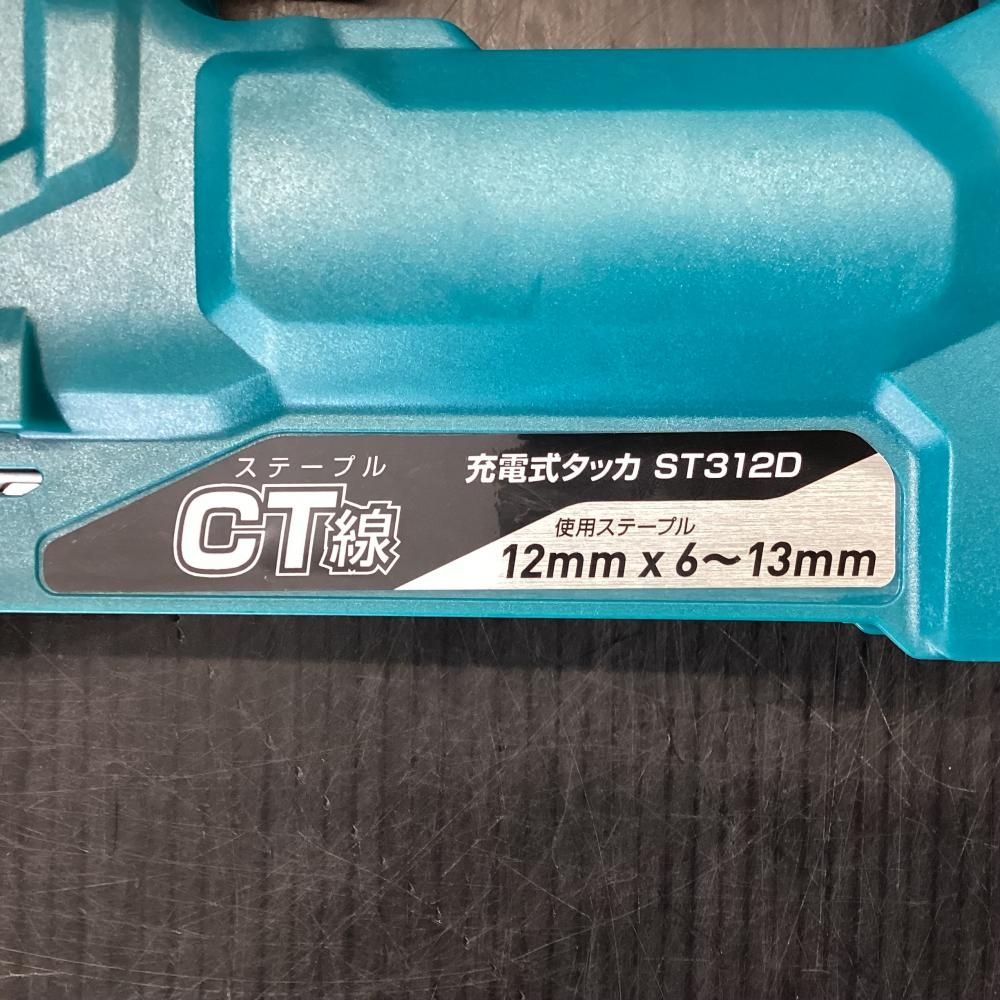 ステープル
CT線
充電式タッカ ST312D
使用ステープル
12mm x 6～13mm